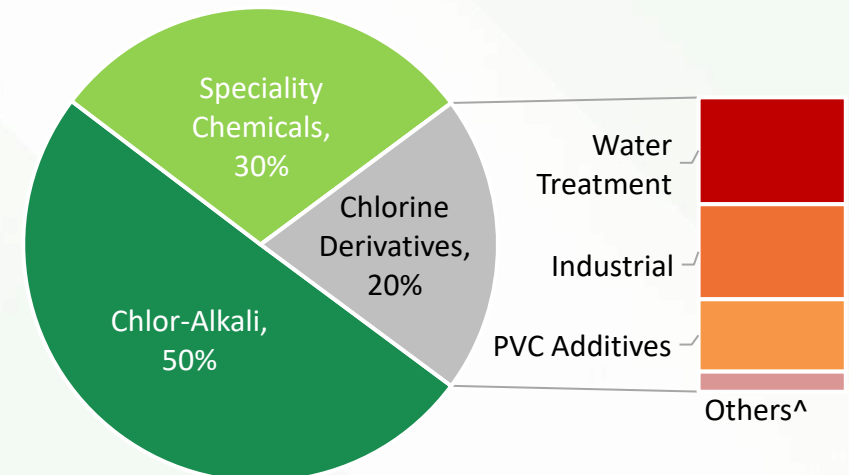 Speciality
Chemicals,
30%
Chlorine
Derivatives,
20%
Chlor-Alkali,
50%
Water
Treatment
Industrial
PVC Additives
Others^